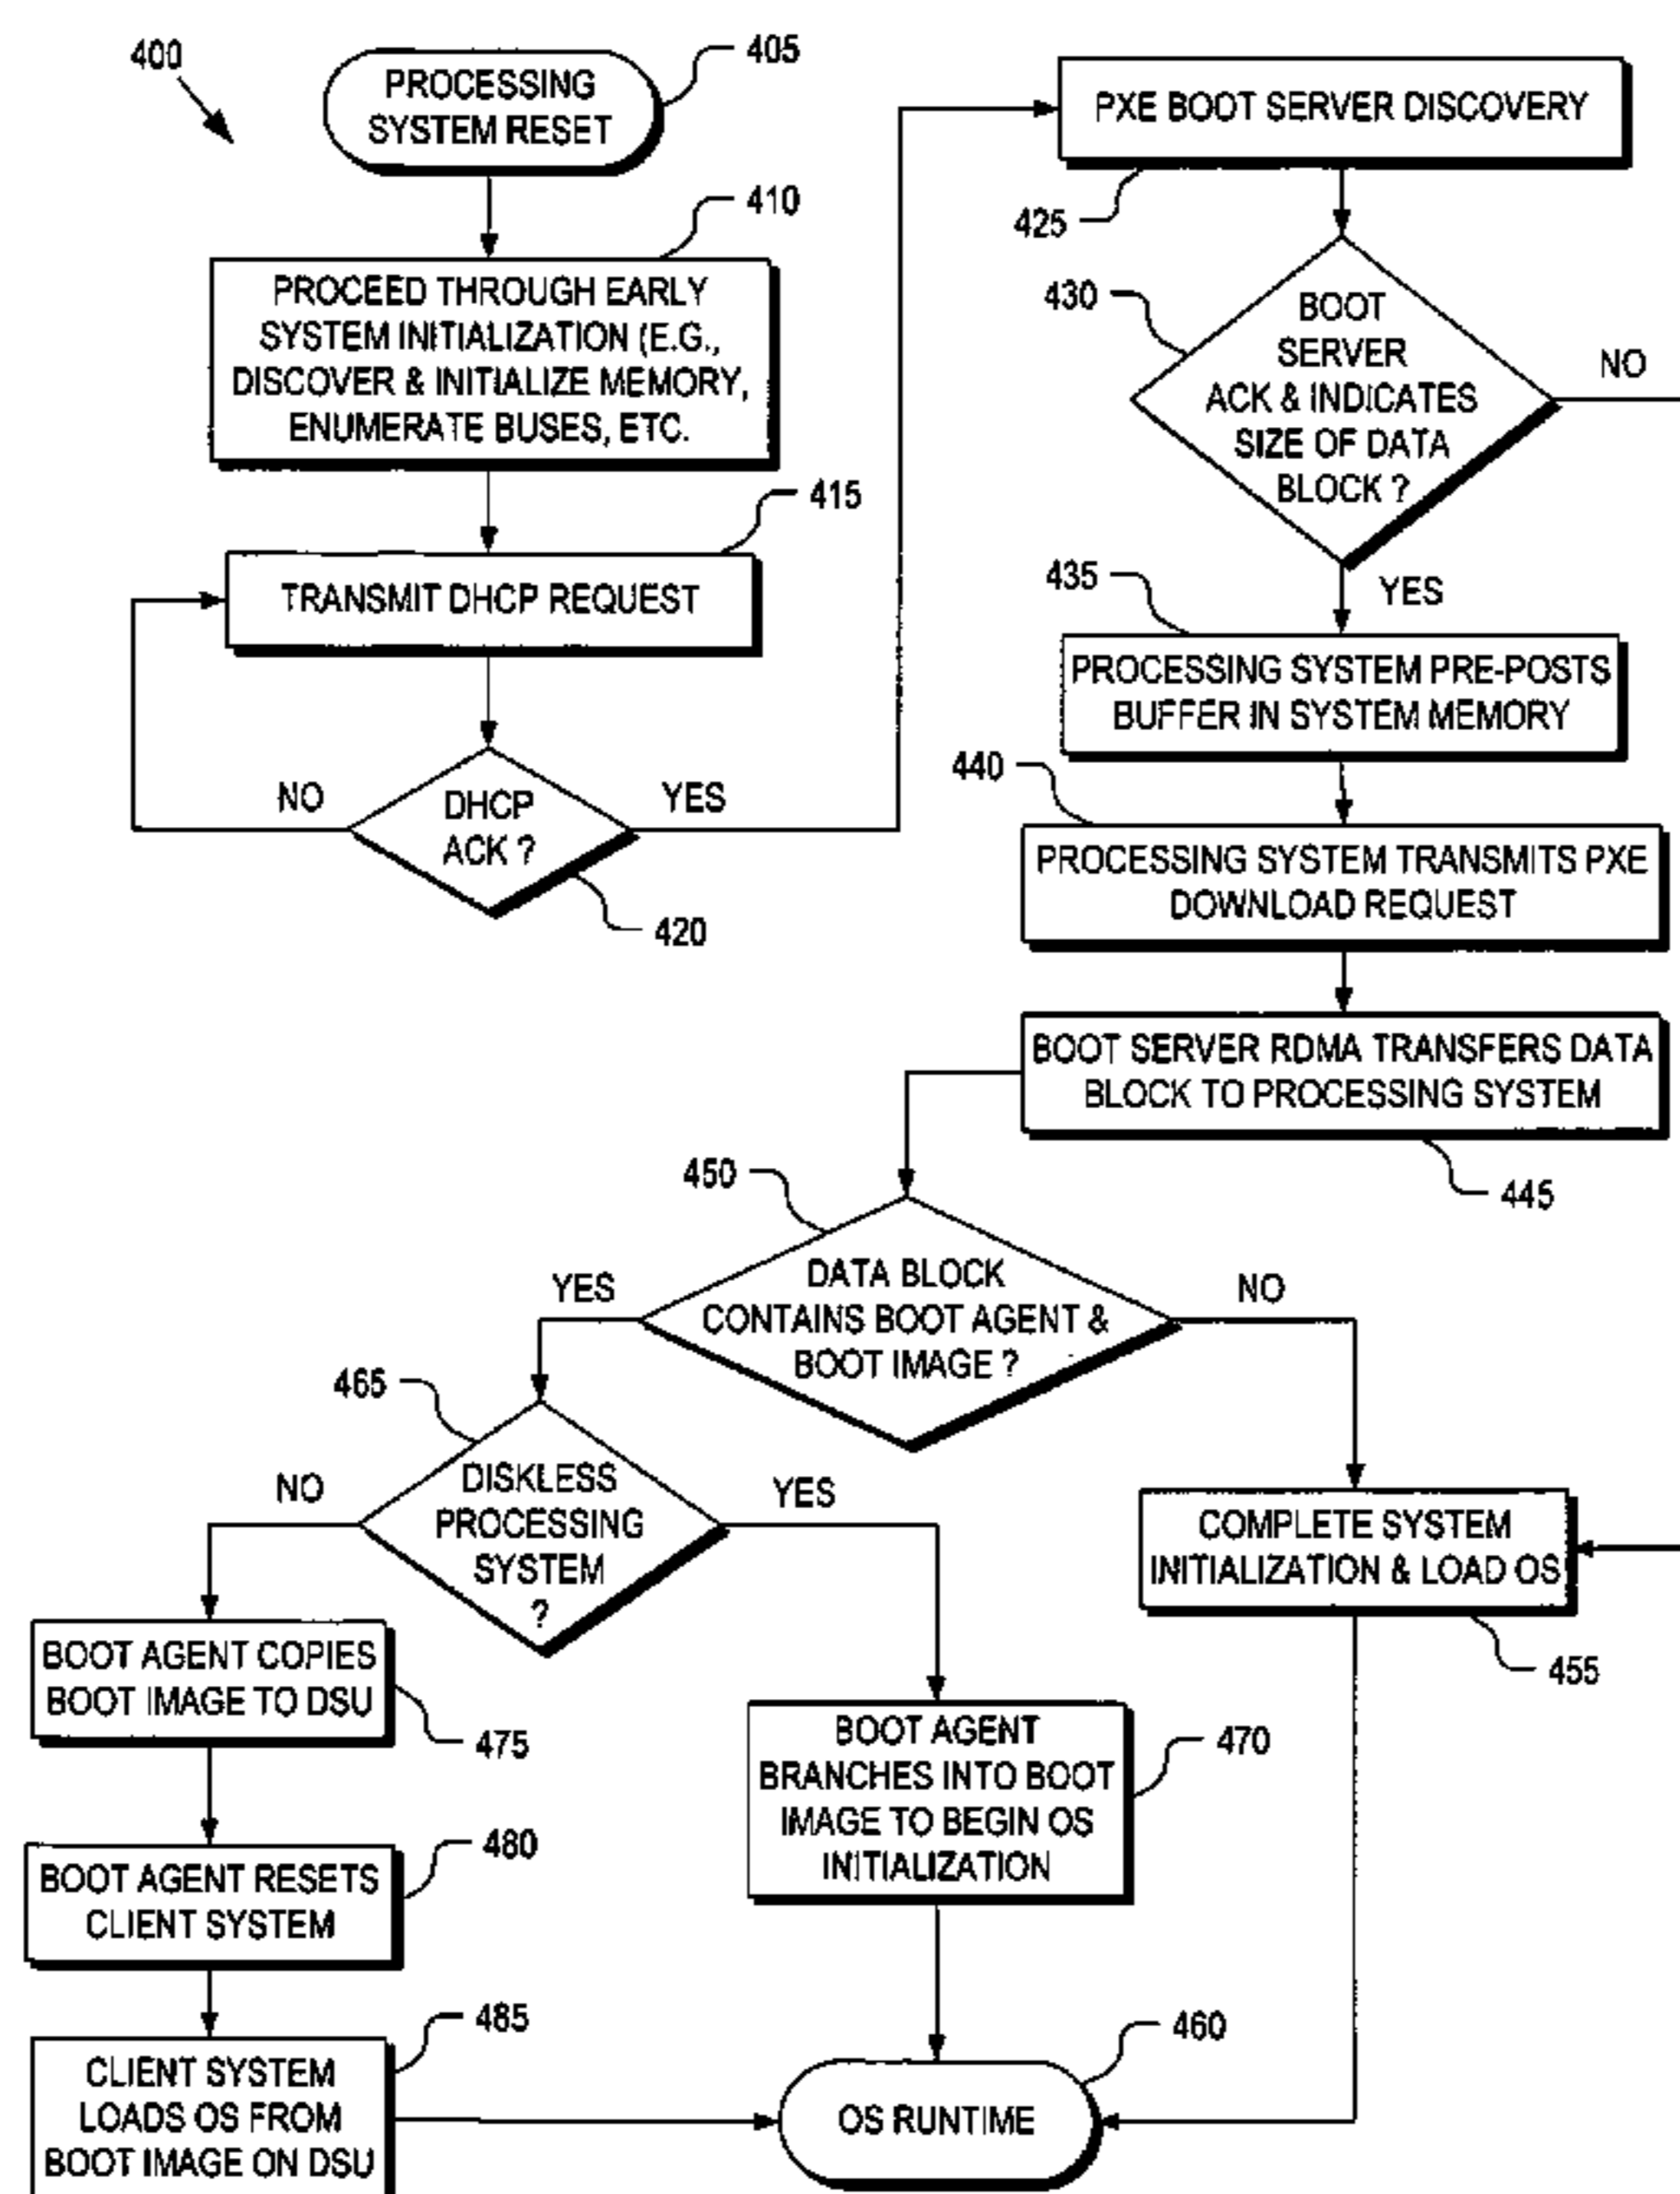 400
PROCESSING
SYSTEM RESET
405
410
PROCEED THROUGH EARLY
SYSTEM INITIALIZATION (E.G.,
DISCOVER & INITIALIZE MEMORY,
ENUMERATE BUSES, ETC.
415
TRANSMIT DHCP REQUEST
NO
DHCP
ACK ?
YES
420
PXE BOOT SERVER DISCOVERY
425
430
BOOT
SERVER
ACK & INDICATES
SIZE OF DATA
BLOCK ?
NO
YES
435
PROCESSING SYSTEM PRE-POSTS
BUFFER IN SYSTEM MEMORY
440
PROCESSING SYSTEM TRANSMITS PXE
DOWNLOAD REQUEST
BOOT SERVER RDMA TRANSFERS DATA
BLOCK TO PROCESSING SYSTEM
445
450
YES
DATA BLOCK
CONTAINS BOOT AGENT &
BOOT IMAGE ?
NO
465
NO
DISKLESS
PROCESSING
SYSTEM
?
YES
COMPLETE SYSTEM
INITIALIZATION & LOAD OS
455
BOOT AGENT COPIES
BOOT IMAGE TO DSU
475
BOOT AGENT
BRANCHES INTO BOOT
IMAGE TO BEGIN OS
INITIALIZATION
470
BOOT AGENT RESETS
CLIENT SYSTEM
480
CLIENT SYSTEM
LOADS OS FROM
BOOT IMAGE ON DSU
485
OS RUNTIME
460